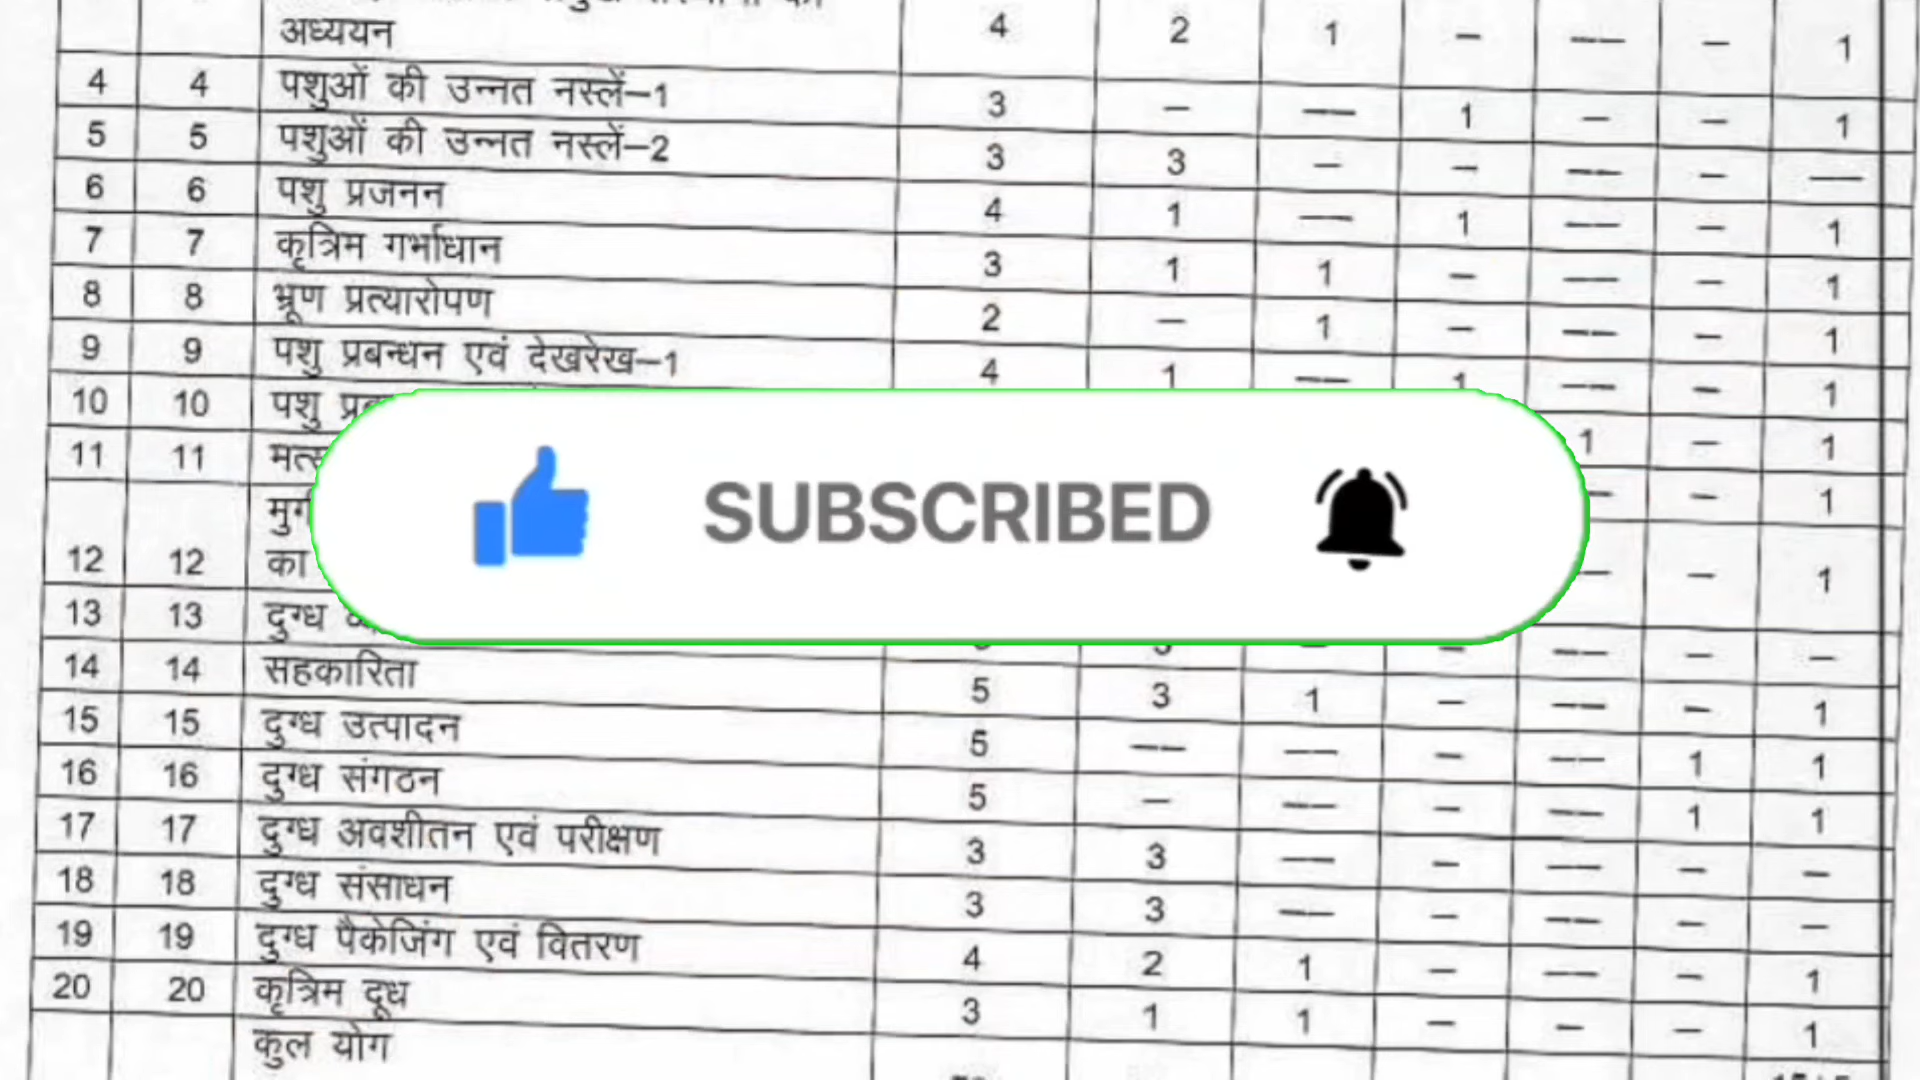 अध्ययन 4 2 1 – –– – 1
4 4 पशुओं की उन्नत नस्लें–1 3 – –– 1 – – 1
5 5 पशुओं की उन्नत नस्लें–2 3 3 – – –– – ––
6 6 पशु प्रजनन 4 1 –– 1 –– – 1
7 7 कृत्रिम गर्भाधान 3 1 1 – –– – 1
8 8 भ्रूण प्रत्यारोपण 2 – 1 – –– – 1
9 9 पशु प्रबन्धन एवं देखरेख–1 4 1 –– 1 –– – 1
10 10 पशु 1 – 1
11 11 – – 1
SUBSCRIBED
12 12 का – – 1
13 13 दुग्ध – –– – –
14 14 सहकारिता 5 3 1 – –– – 1
15 15 दुग्ध उत्पादन 5 –– –– – –– 1 1
16 16 दुग्ध संगठन 5 – –– – –– 1 1
17 17 दुग्ध अवशीतन एवं परीक्षण 3 3 –– – –– – –
18 18 दुग्ध संसाधन 3 3 –– – –– – –
19 19 दुग्ध पैकेजिंग एवं वितरण 4 2 1 – –– – 1
20 20 कृत्रिम दूध 3 1 1 – – – 1
कुल योग